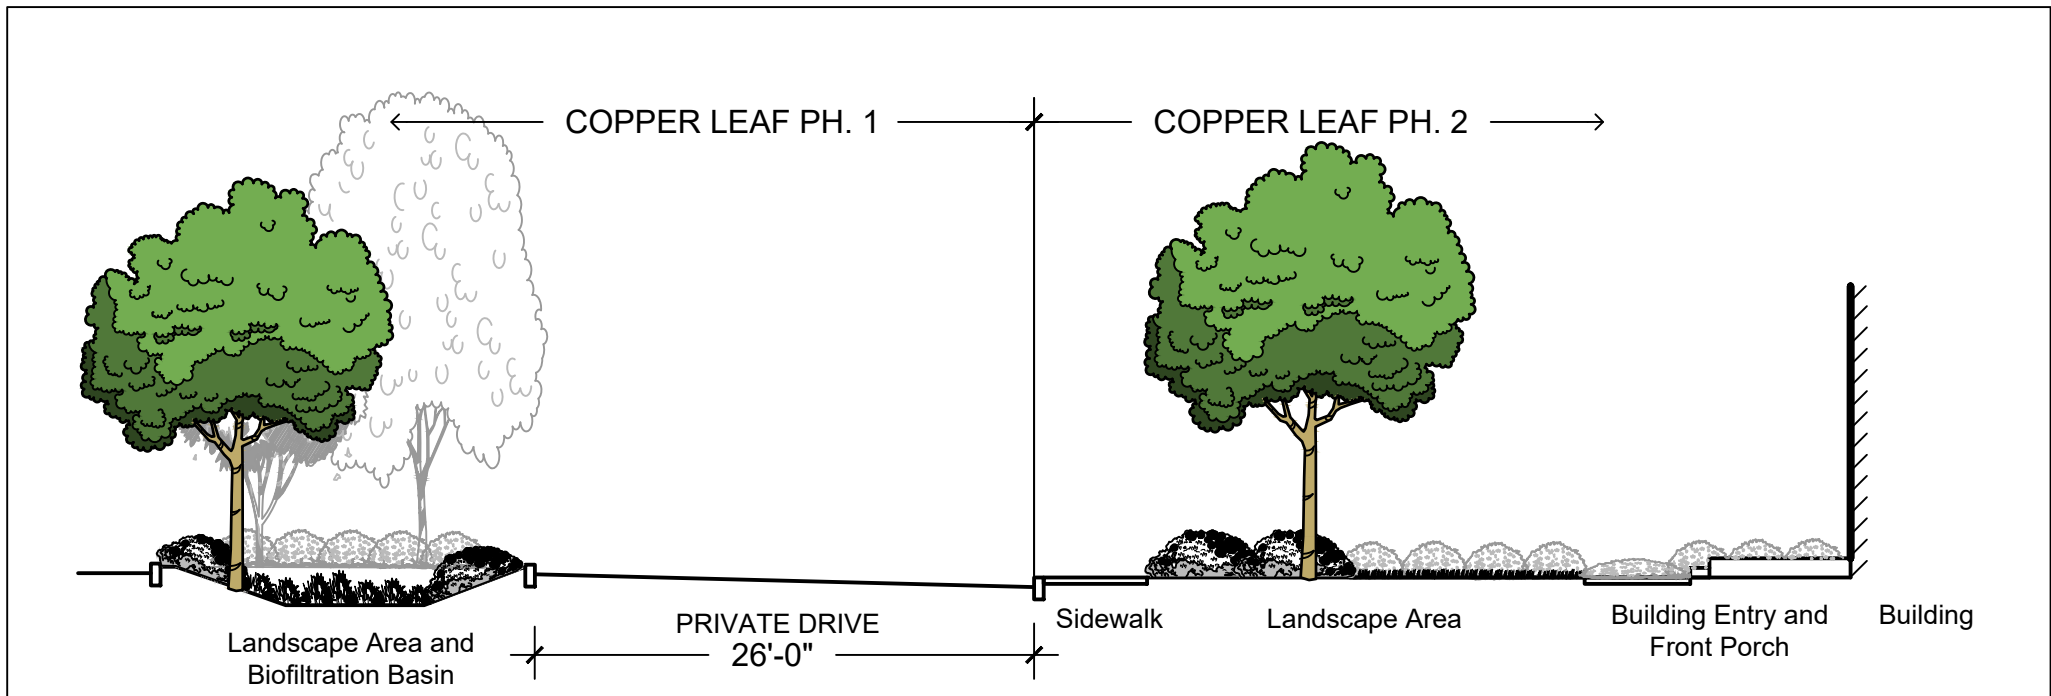 COPPER LEAF PH. 1
COPPER LEAF PH. 2
Landscape Area and
Biofiltration Basin
PRIVATE DRIVE
26'-0"
Sidewalk
Landscape Area
Building Entry and
Front Porch
Building